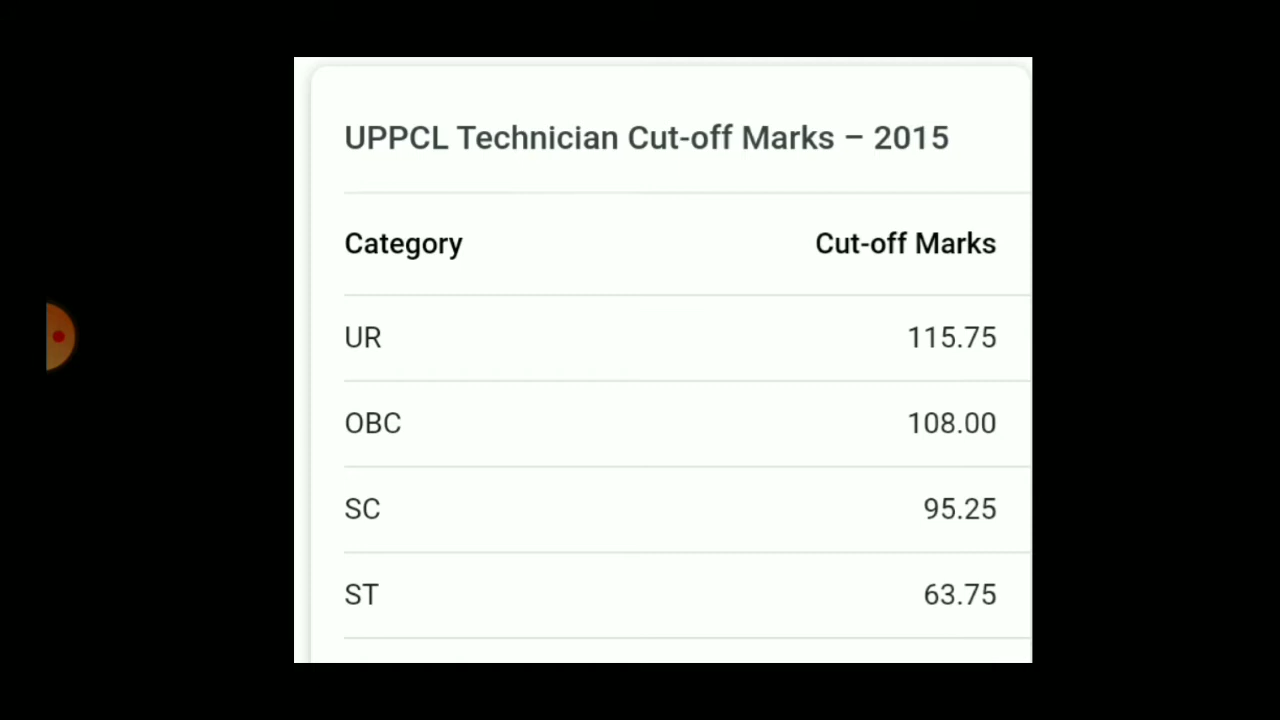 UPPCL Technician Cut-off Marks – 2015
Category Cut-off Marks
UR 115.75
OBC 108.00
SC 95.25
ST 63.75